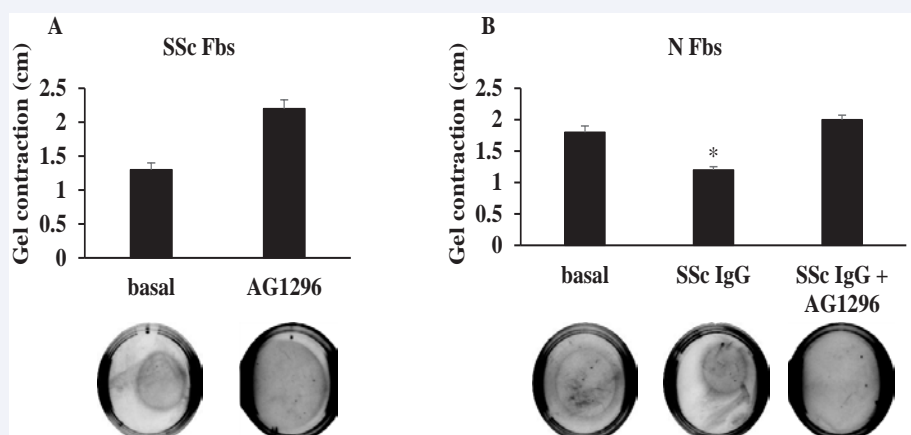 A
SSc Fbs
Gel contraction (cm)
2.5
2
1.5
1
0.5
0
basal AG1296
B
N Fbs
Gel contraction (cm)
2.5
2
1.5
1
0.5
0
*
basal SSc IgG SSc IgG +
AG1296